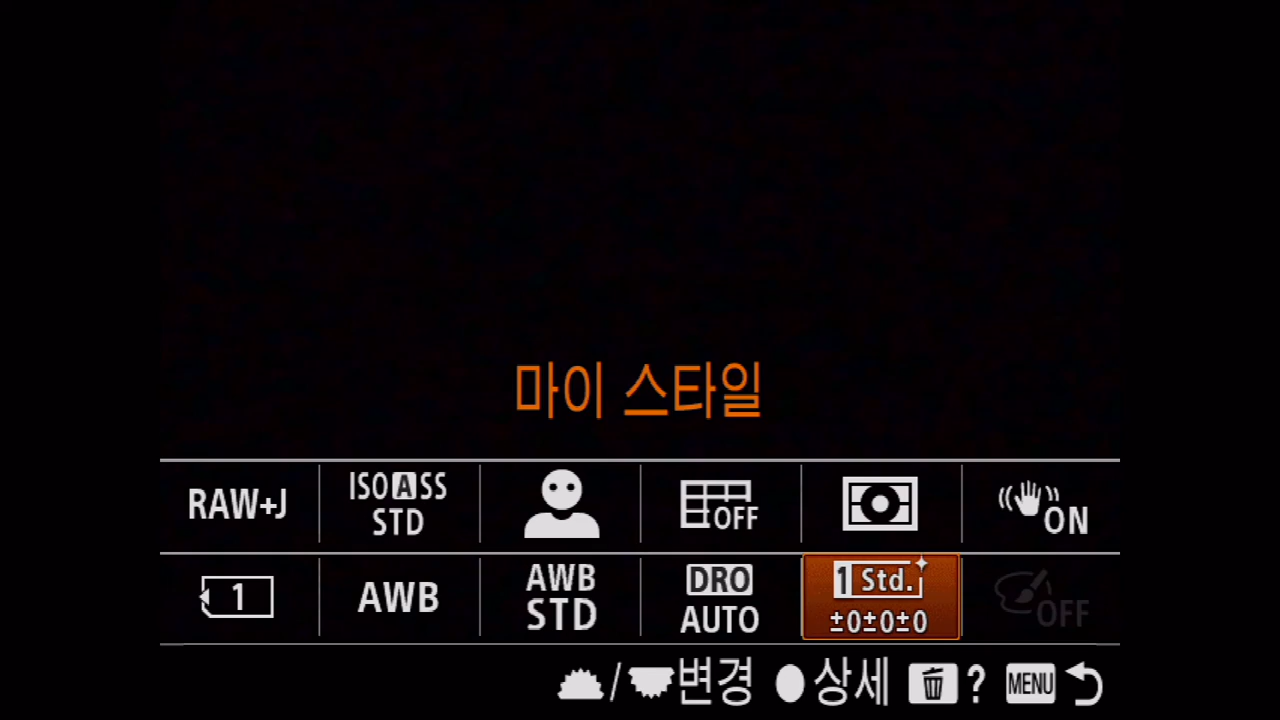 마이 스타일
RAW+J
ISO A SS
STD
OFF
ON
1
AWB
AWB
STD
DRO
AUTO
1 Std.
±0±0±0
OFF
/ 변경 상세 ? MENU